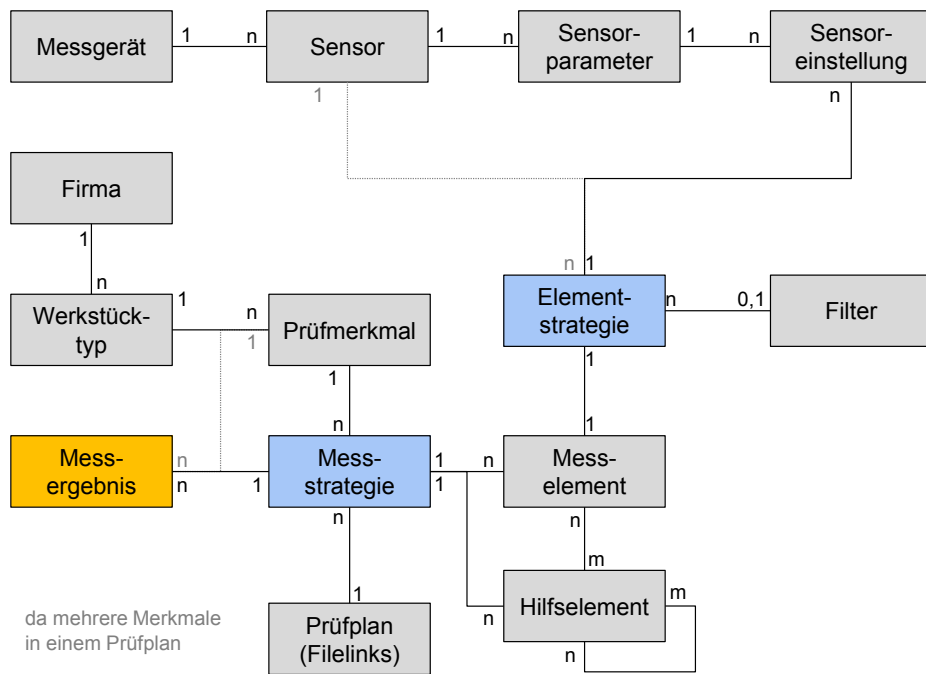 Messgerät
1
n
Sensor
1
n
Sensor-
parameter
1
n
Sensor-
einstellung
1
n
Firma
1
n
Werkstück-
typ
1
n
1
Prüfmerkmal
1
n
n
1
Element-
strategie
n
0,1
Filter
1
1
Mess-
ergebnis
n
n
1
Mess-
strategie
1
1
n
Mess-
element
n
n
m
Hilfselement
m
n
n
1
Prüfplan
(Filelinks)
da mehrere Merkmale
in einem Prüfplan